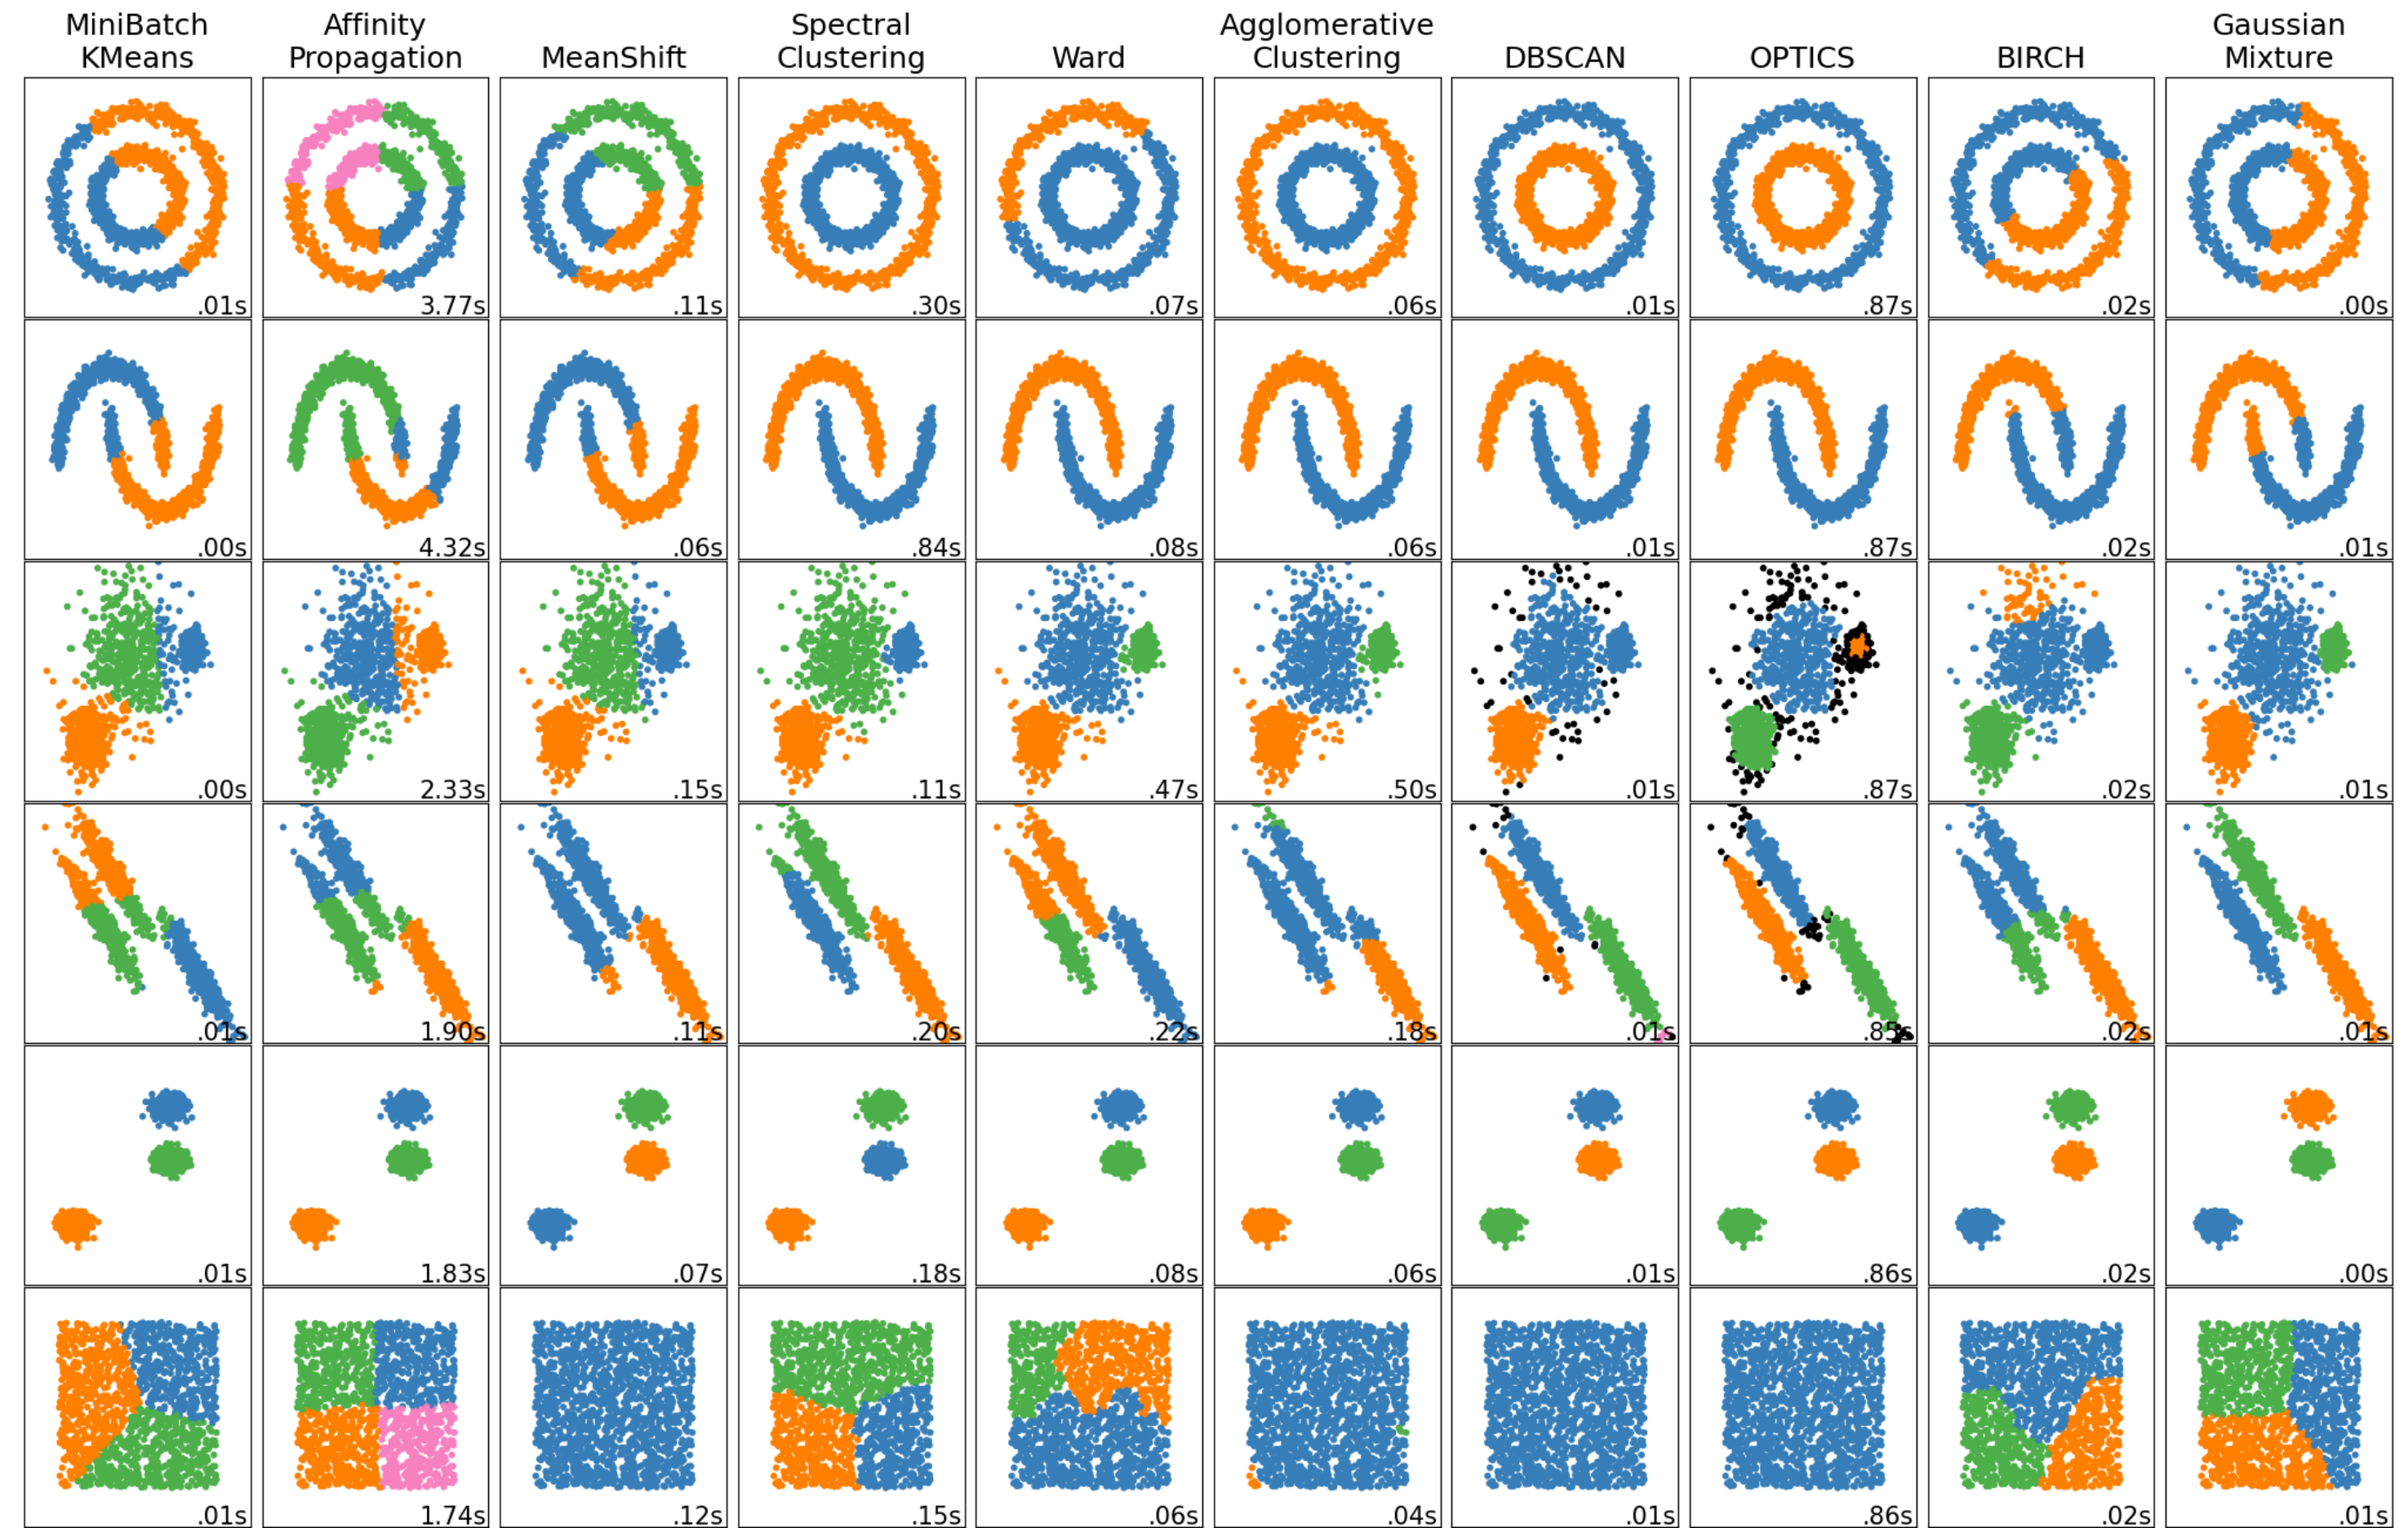 MiniBatch
KMeans
Affinity
Propagation
MeanShift
Spectral
Clustering
Ward
Agglomerative
Clustering
DBSCAN
OPTICS
BIRCH
Gaussian
Mixture
.01s
3.77s
.11s
.30s
.07s
.06s
.01s
.87s
.02s
.00s
.00s
4.32s
.06s
.84s
.08s
.06s
.01s
.87s
.02s
.01s
.00s
2.33s
.15s
.11s
.47s
.50s
.01s
.87s
.02s
.01s
.01s
1.90s
.11s
.20s
.22s
.18s
.01s
.85s
.02s
.01s
.01s
1.83s
.07s
.18s
.08s
.06s
.01s
.86s
.02s
.00s
.01s
1.74s
.12s
.15s
.06s
.04s
.01s
.86s
.02s
.01s